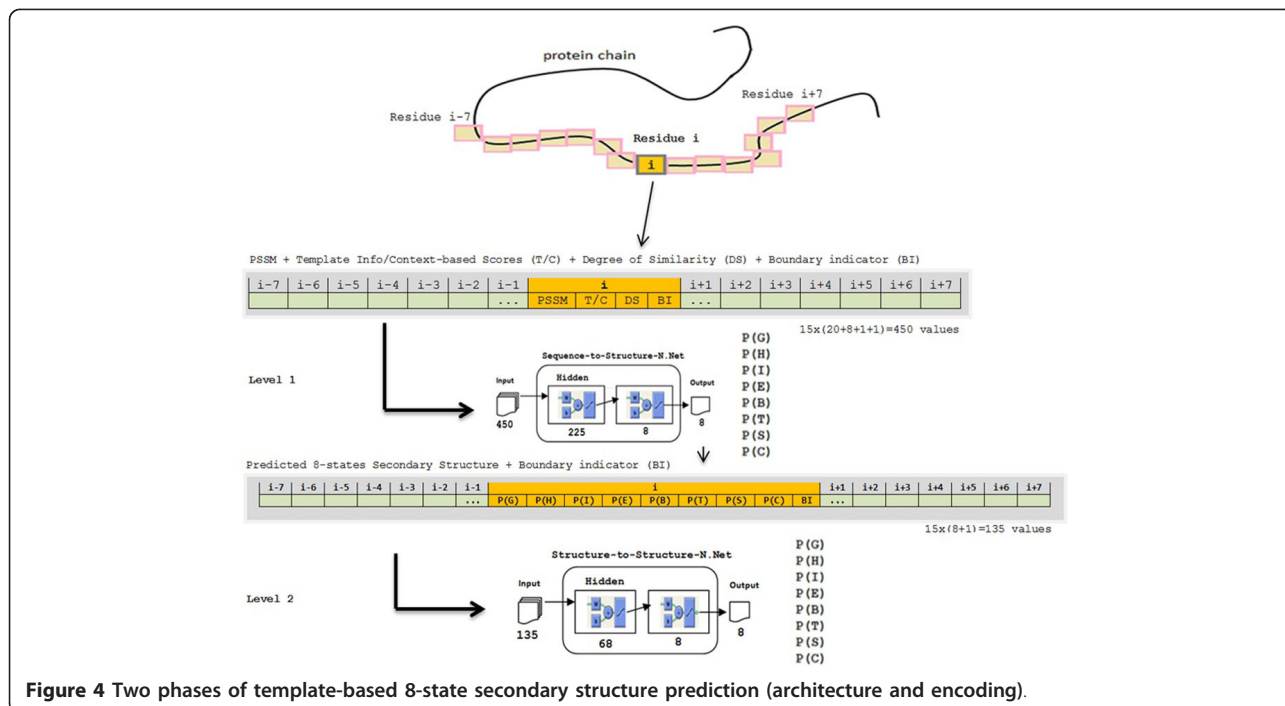 protein chain
Residue i+7
Residue i-7
Residue i
i
PSSM + Template Info/Context-based Scores (T/C) + Degree of Similarity (DS) + Boundary indicator (BI)
i-7 i-6 i-5 i-4 i-3 i-2 i-1 i i+1 i+2 i+3 i+4 i+5 i+6 i+7
... PSSM T/C DS BI ...
15x(20+8+1+1)=450 values
Level 1
Sequence-to-Structure-N.Net
Input Hidden Output
450 225 8 8
P(G)
P(H)
P(I)
P(E)
P(B)
P(T)
P(S)
P(C)
Predicted 8-states Secondary Structure + Boundary indicator (BI)
i-7 i-6 i-5 i-4 i-3 i-2 i-1 i i+1 i+2 i+3 i+4 i+5 i+6 i+7
... P(G) P(H) P(I) P(E) P(B) P(T) P(S) P(C) BI ...
15x(8+1)=135 values
Level 2
Structure-to-Structure-N.Net
Input Hidden Output
135 68 8 8
P(G)
P(H)
P(I)
P(E)
P(B)
P(T)
P(S)
P(C)
Figure 4 Two phases of template-based 8-state secondary structure prediction (architecture and encoding).